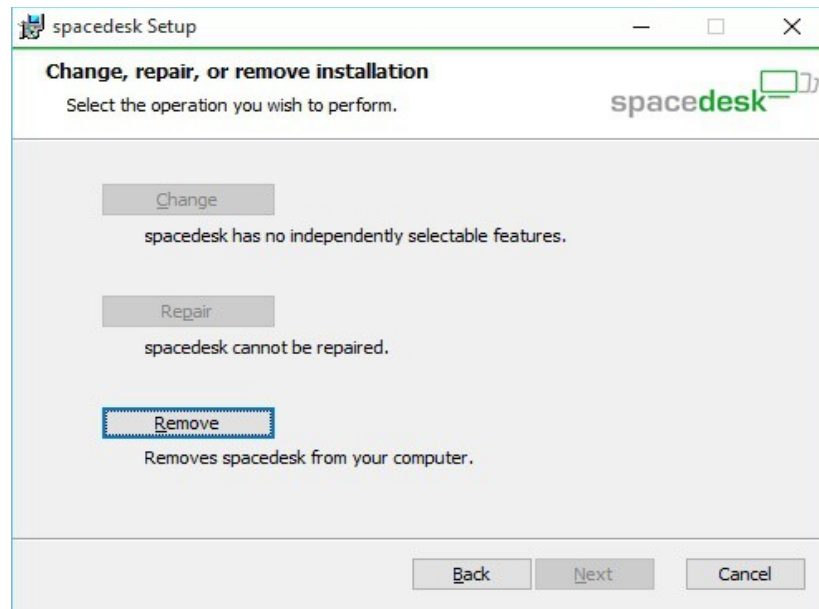 spacedesk Setup
Change, repair, or remove installation
Select the operation you wish to perform.
spacedesk
Change
spacedesk has no independently selectable features.
Repair
spacedesk cannot be repaired.
Remove
Removes spacedesk from your computer.
Back Next Cancel